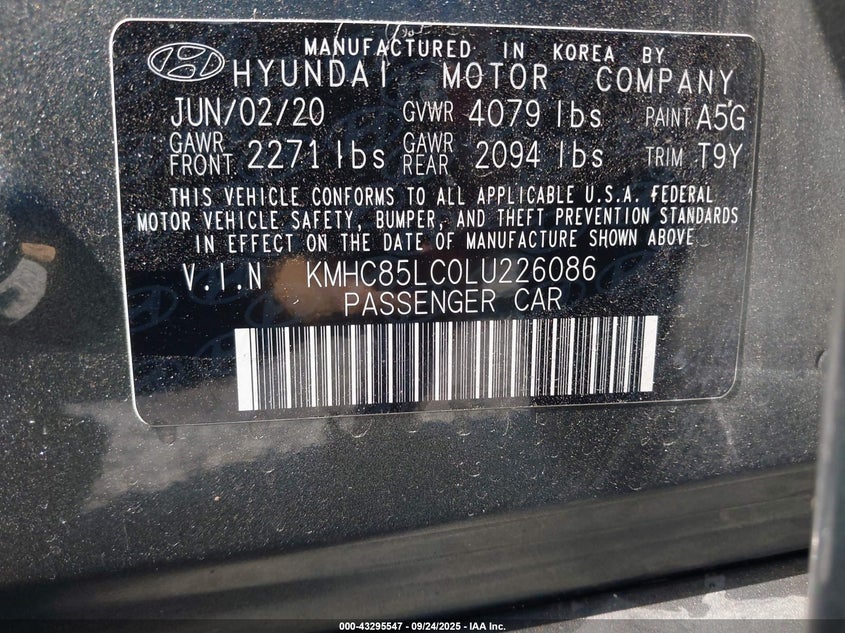 MANUFACTURED IN KOREA BY
HYUNDAI MOTOR COMPANY
JUN/02/20 GVWR 4079 lbs PAINT A5G
GAWR FRONT 2271 lbs GAWR REAR 2094 lbs TRIM T9Y
THIS VEHICLE CONFORMS TO ALL APPLICABLE U.S.A. FEDERAL
MOTOR VEHICLE SAFETY, BUMPER, AND THEFT PREVENTION STANDARDS
IN EFFECT ON THE DATE OF MANUFACTURE SHOWN ABOVE
V.I.N KMHC85LC0LU226086
PASSENGER CAR
000-43295547 - 09/24/2025 - IAA Inc.